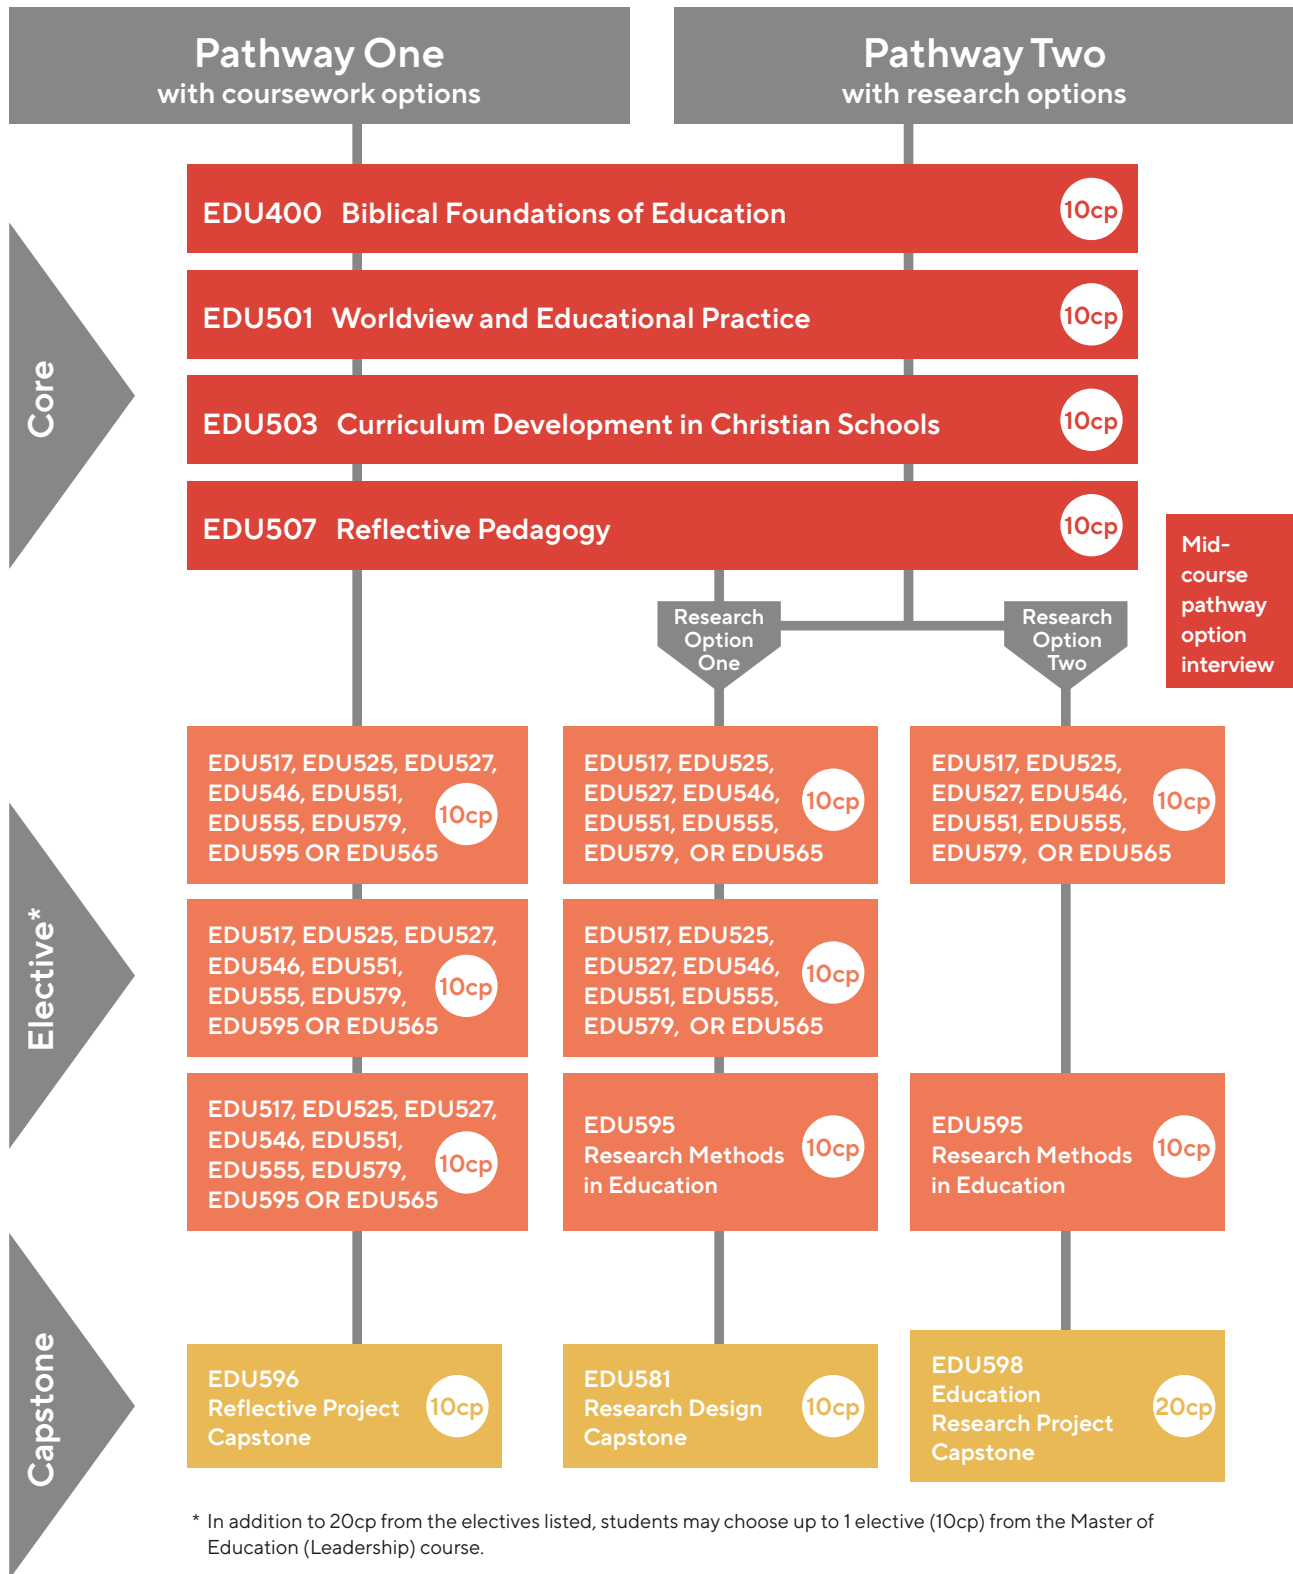 Pathway One
with coursework options
Pathway Two
with research options
Core
EDU400 Biblical Foundations of Education
10cp
EDU501 Worldview and Educational Practice
10cp
EDU503 Curriculum Development in Christian Schools
10cp
EDU507 Reflective Pedagogy
10cp
Mid-
course
pathway
option
interview
Research
Option
One
Research
Option
Two
Elective*
EDU517, EDU525, EDU527,
EDU546, EDU551,
EDU555, EDU579,
EDU595 OR EDU565
10cp
EDU517, EDU525,
EDU527, EDU546,
EDU551, EDU555,
EDU579, OR EDU565
10cp
EDU517, EDU525,
EDU527, EDU546,
EDU551, EDU555,
EDU579, OR EDU565
10cp
EDU517, EDU525, EDU527,
EDU546, EDU551,
EDU555, EDU579,
EDU595 OR EDU565
10cp
EDU517, EDU525,
EDU527, EDU546,
EDU551, EDU555,
EDU579, OR EDU565
10cp
EDU517, EDU525, EDU527,
EDU546, EDU551,
EDU555, EDU579,
EDU595 OR EDU565
10cp
EDU595
Research Methods
in Education
10cp
EDU595
Research Methods
in Education
10cp
Capstone
EDU596
Reflective Project
Capstone
10cp
EDU581
Research Design
Capstone
10cp
EDU598
Education
Research Project
Capstone
20cp
* In addition to 20cp from the electives listed, students may choose up to 1 elective (10cp) from the Master of
Education (Leadership) course.